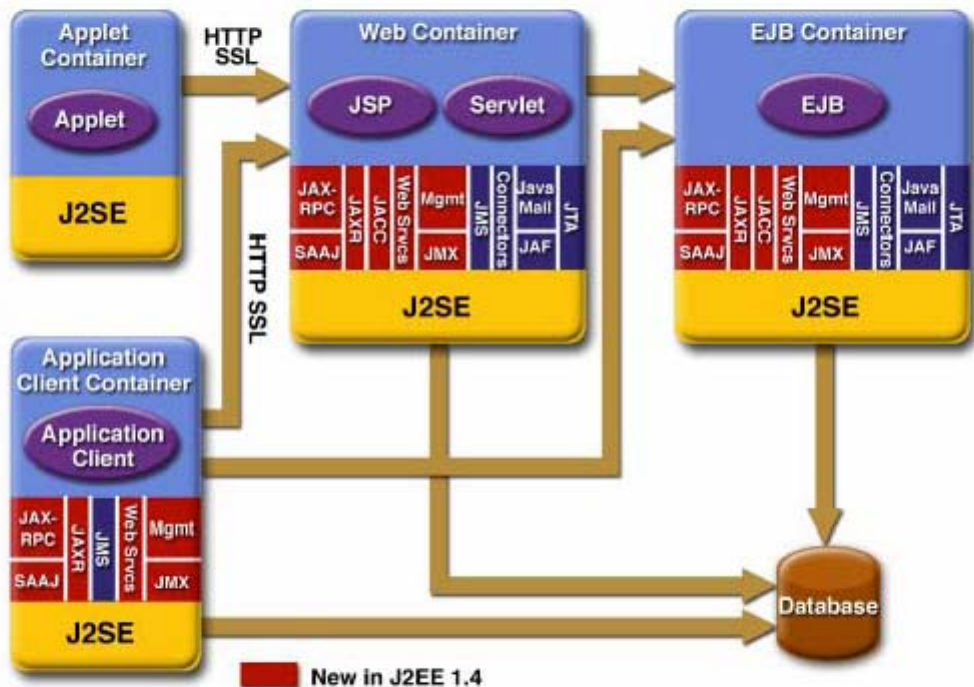 Applet
Container
Applet
J2SE
HTTP
SSL
Web Container
JSP
Servlet
JAX-
RPC
SAAJ
JAXR
JACC
Web Srvcs
Mgmt
JMX
JMS
Connectors
Java
Mail
JAF
JTA
J2SE
EJB Container
EJB
JAX-
RPC
SAAJ
JAXR
JACC
Web Srvcs
Mgmt
JMX
JMS
Connectors
Java
Mail
JAF
JTA
J2SE
HTTP SSL
Application
Client Container
Application
Client
JAX-
RPC
SAAJ
JAXR
JMS
Web Srvcs
Mgmt
JMX
J2SE
Database
New in J2EE 1.4